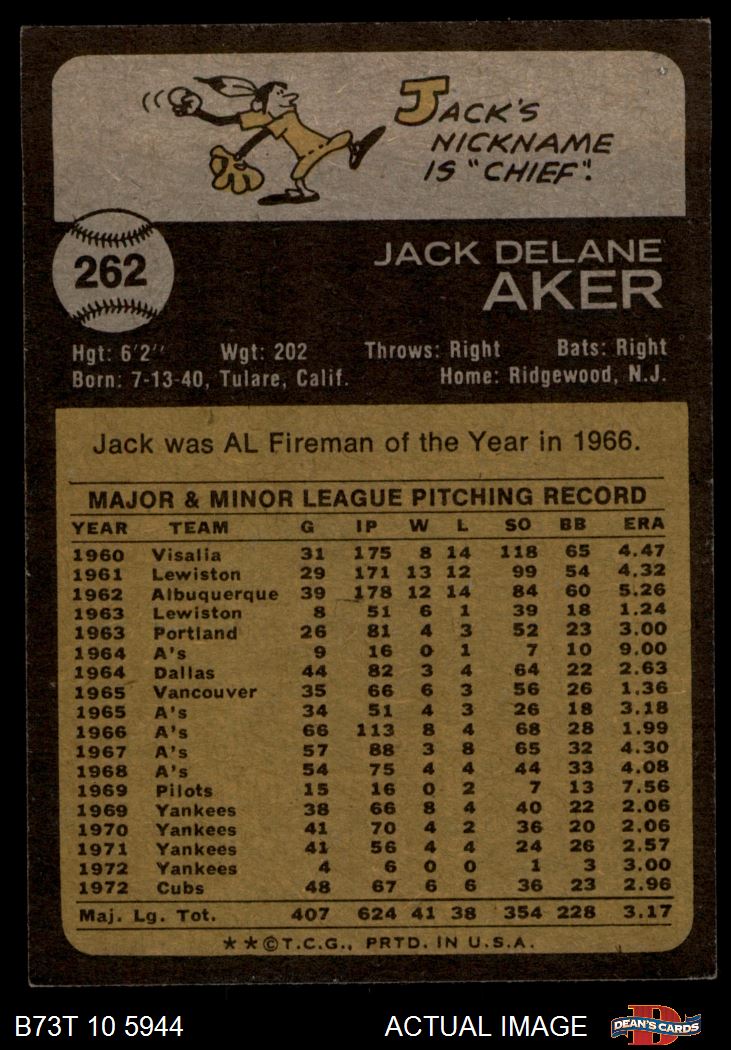 JACK'S
NICKNAME
IS "CHIEF".
262
JACK DELANE
AKER
Hgt: 6'2'' Wgt: 202 Throws: Right Bats: Right
Born: 7-13-40, Tulare, Calif. Home: Ridgewood, N.J.
Jack was AL Fireman of the Year in 1966.
MAJOR & MINOR LEAGUE PITCHING RECORD
YEAR TEAM G IP W L SO BB ERA
1960 Visalia 31 175 8 14 118 65 4.47
1961 Lewiston 29 171 13 12 99 54 4.32
1962 Albuquerque 39 178 12 14 84 60 5.26
1963 Lewiston 8 51 6 1 39 18 1.24
1963 Portland 26 81 4 3 52 23 3.00
1964 A's 9 16 0 1 7 10 9.00
1964 Dallas 44 82 3 4 64 22 2.63
1965 Vancouver 35 66 6 3 56 26 1.36
1965 A's 34 51 4 3 26 18 3.18
1966 A's 66 113 8 4 68 28 1.99
1967 A's 57 88 3 8 65 32 4.30
1968 A's 54 75 4 4 44 33 4.08
1969 Pilots 15 16 0 2 7 13 7.56
1969 Yankees 38 66 8 4 40 22 2.06
1970 Yankees 41 70 4 2 36 20 2.06
1971 Yankees 41 56 4 4 24 26 2.57
1972 Yankees 4 6 0 0 1 3 3.00
1972 Cubs 48 67 6 6 36 23 2.96
Maj. Lg. Tot. 407 624 41 38 354 228 3.17
★★©T.C.G., PRTD. IN U.S.A.
B73T 10 5944 ACTUAL IMAGE D DEAN'S CARDS